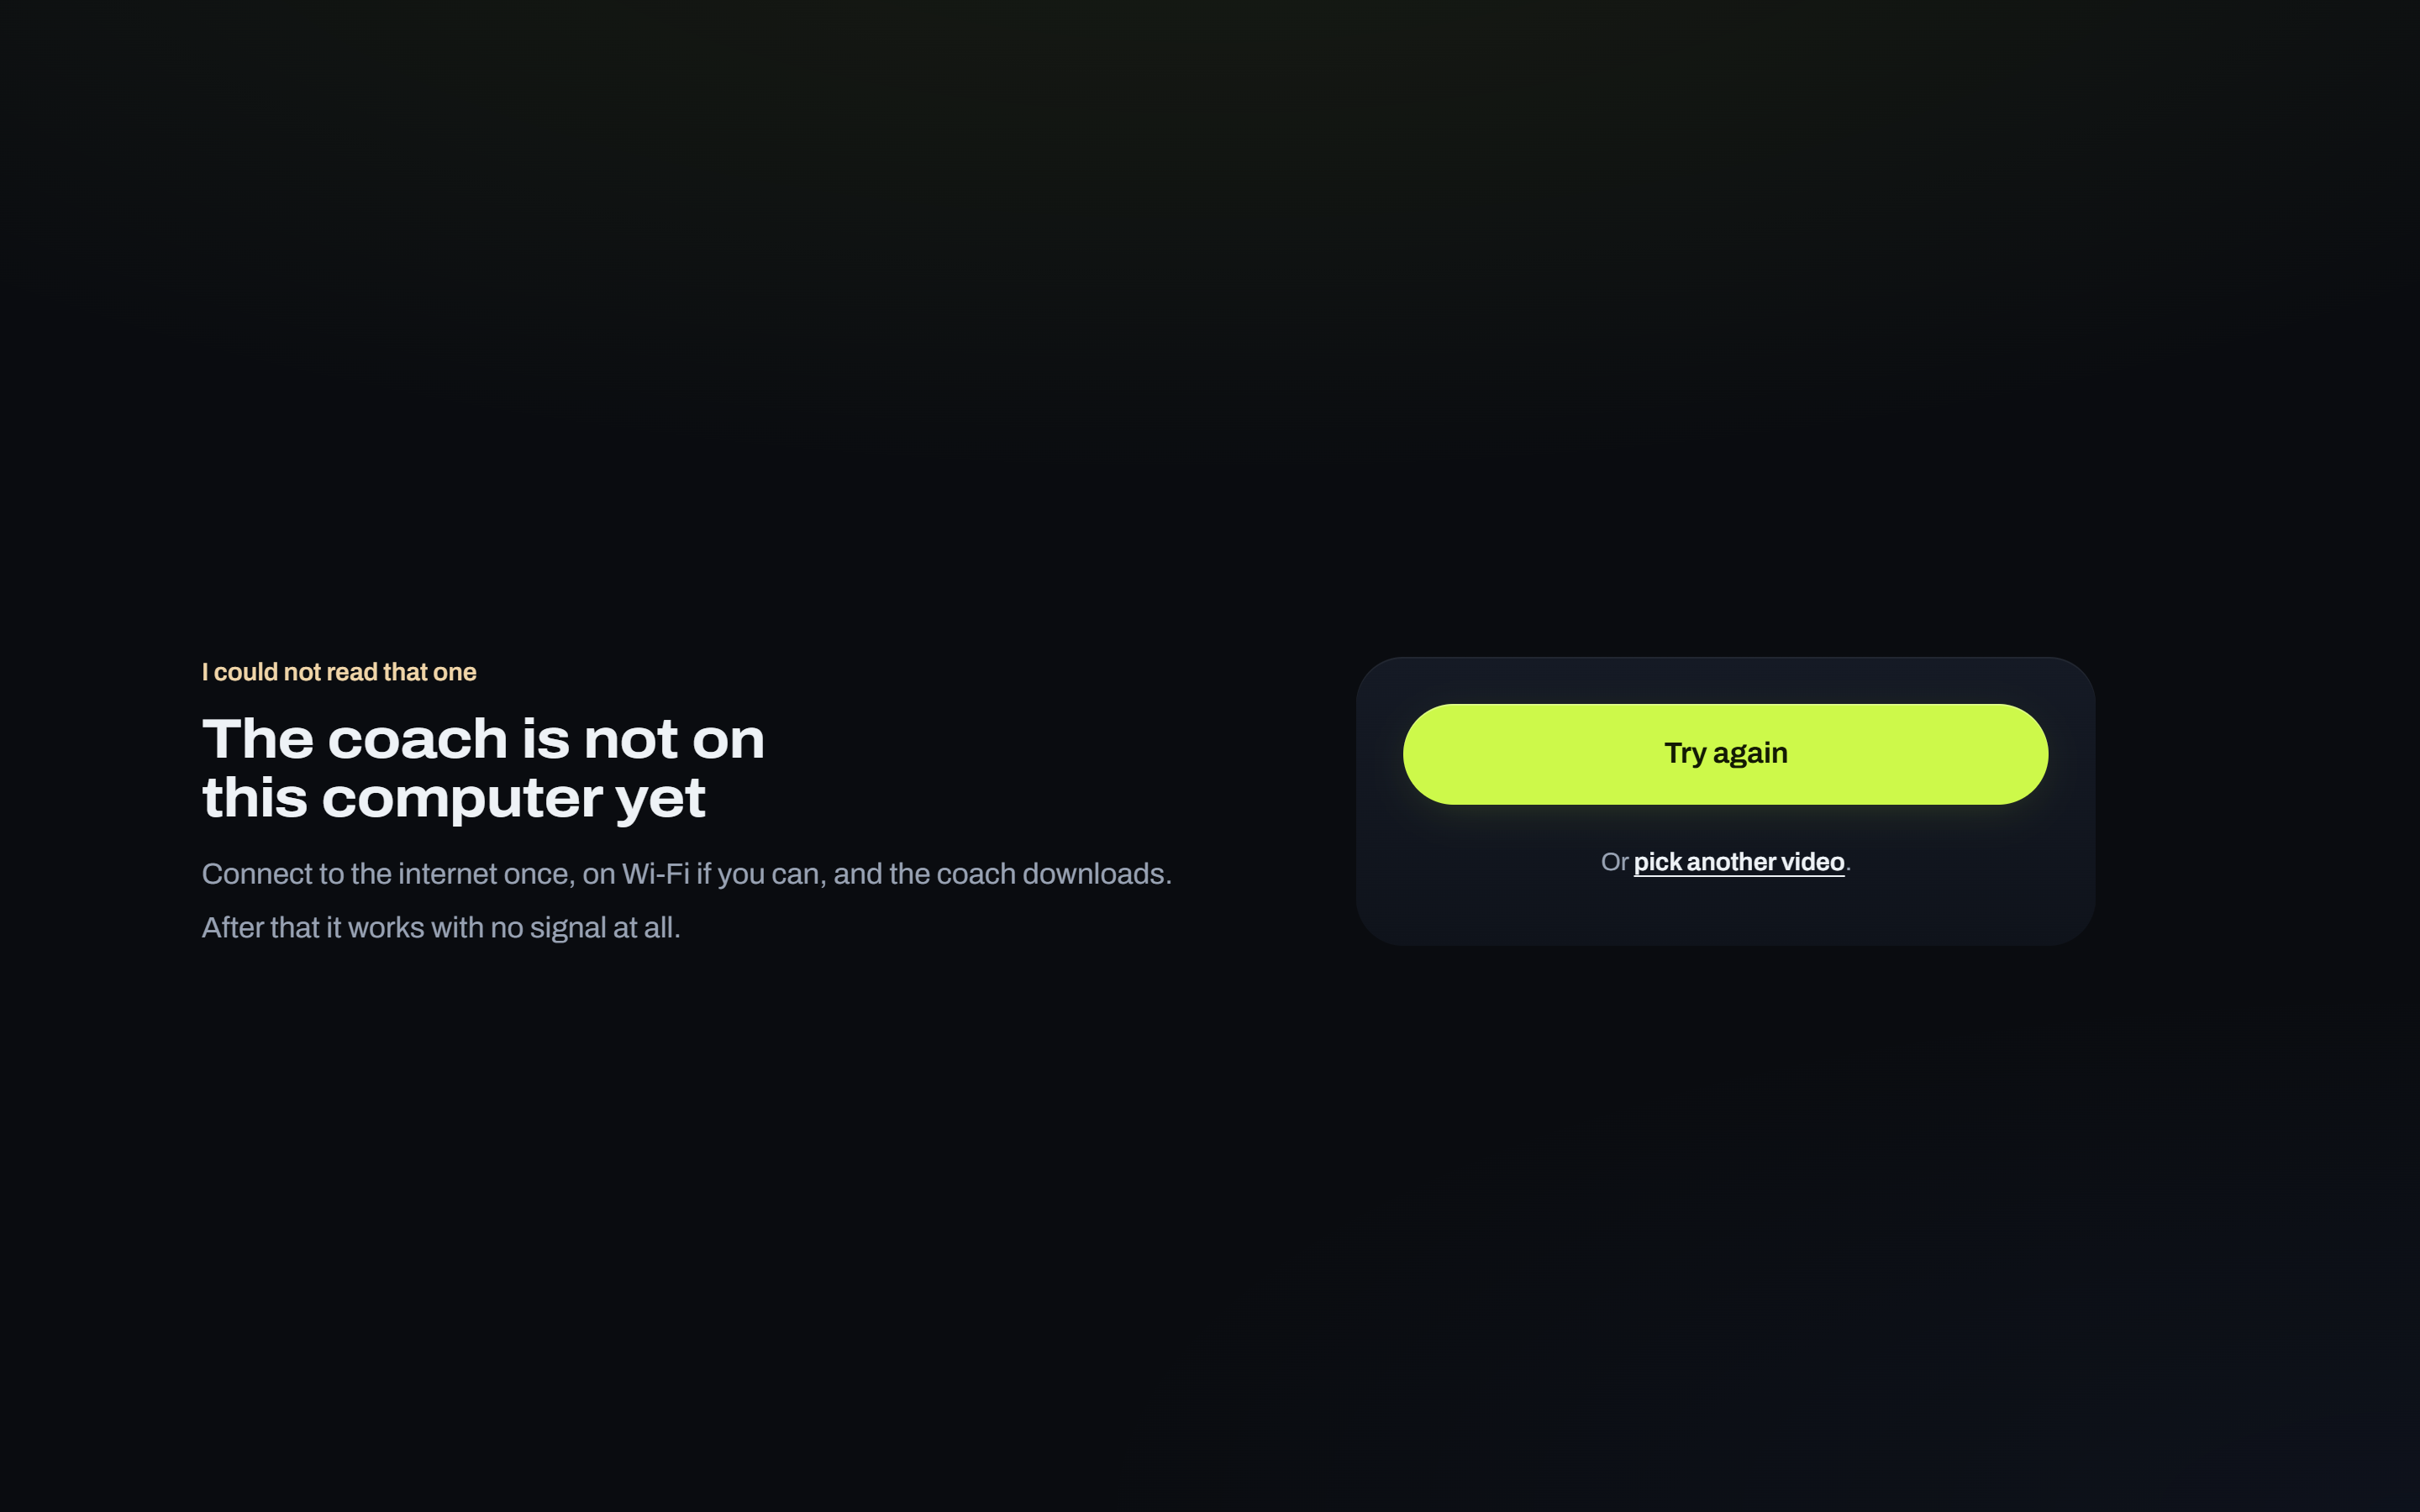 I could not read that one
The coach is not on
this computer yet
Connect to the internet once, on Wi-Fi if you can, and the coach downloads.
After that it works with no signal at all.
Try again
Or pick another video.